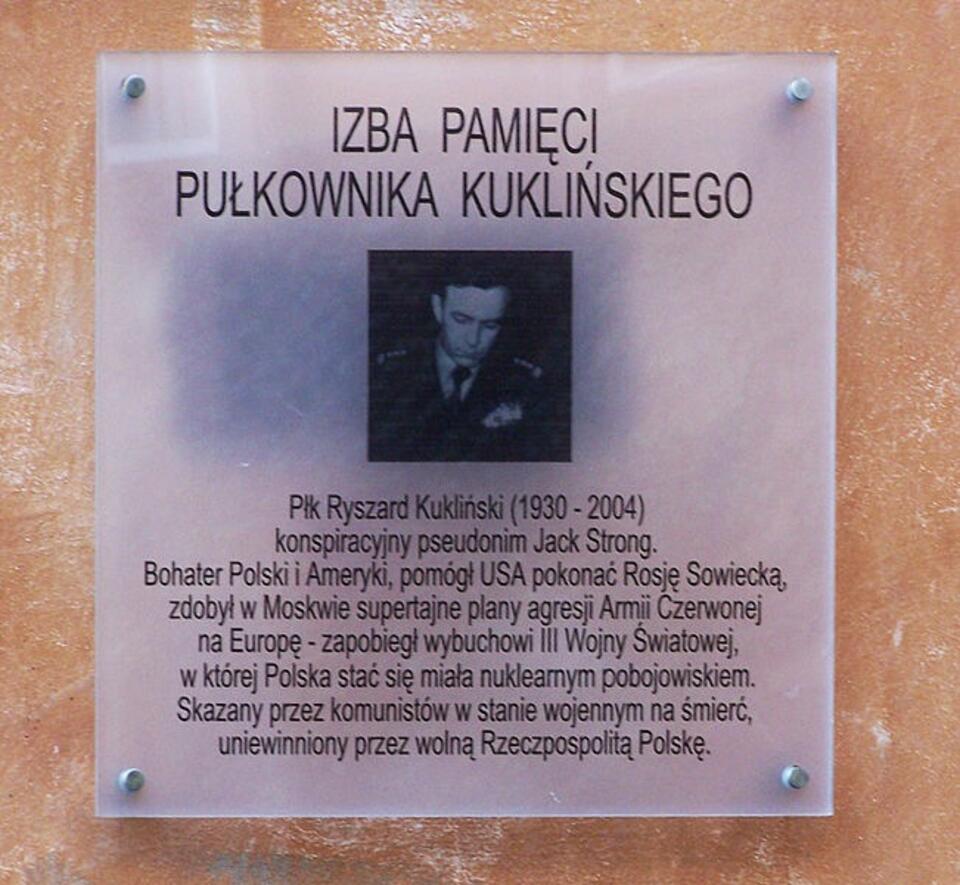 IZBA PAMIĘCI
PUŁKOWNIKA KUKLIŃSKIEGO
Płk Ryszard Kukliński (1930 - 2004)
konspiracyjny pseudonim Jack Strong.
Bohater Polski i Ameryki, pomógł USA pokonać Rosję Sowiecką,
zdobył w Moskwie supertajne plany agresji Armii Czerwonej
na Europę - zapobiegł wybuchowi III Wojny Światowej,
w której Polska stać się miała nuklearnym pobojowiskiem.
Skazany przez komunistów w stanie wojennym na śmierć,
uniewinniony przez wolną Rzeczpospolitą Polskę.